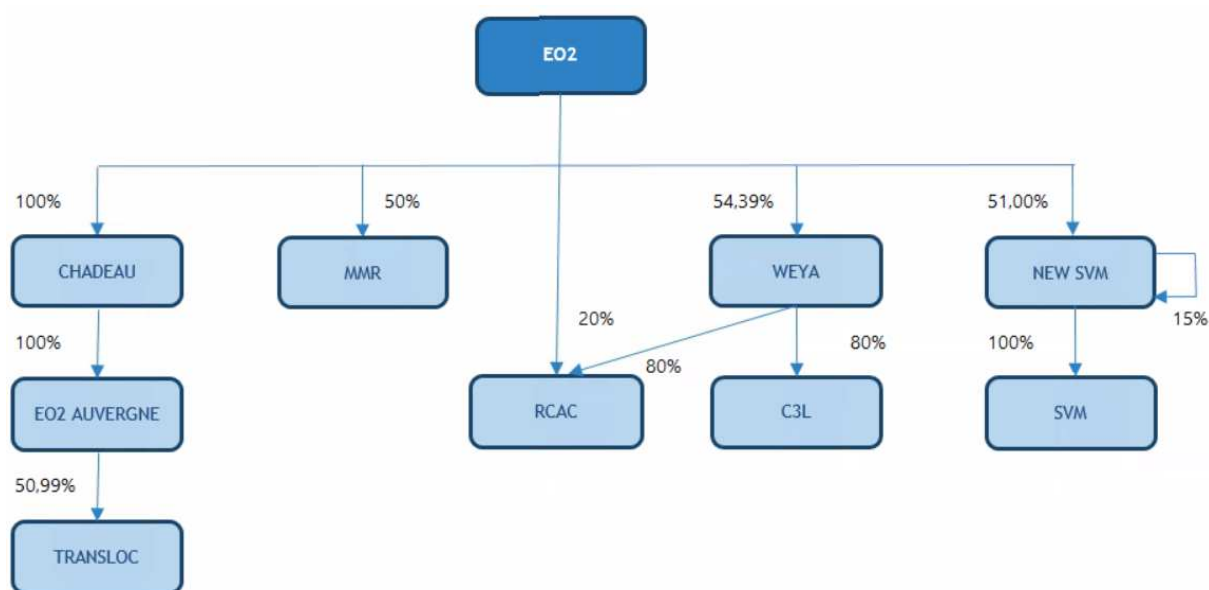 EO2
100%
50%
54,39%
51,00%
CHADEAU
MMR
WEYA
NEW SVM
20%
15%
100%
80%
80%
100%
EO2 AUVERGNE
RCAC
C3L
SVM
50,99%
TRANSLOC